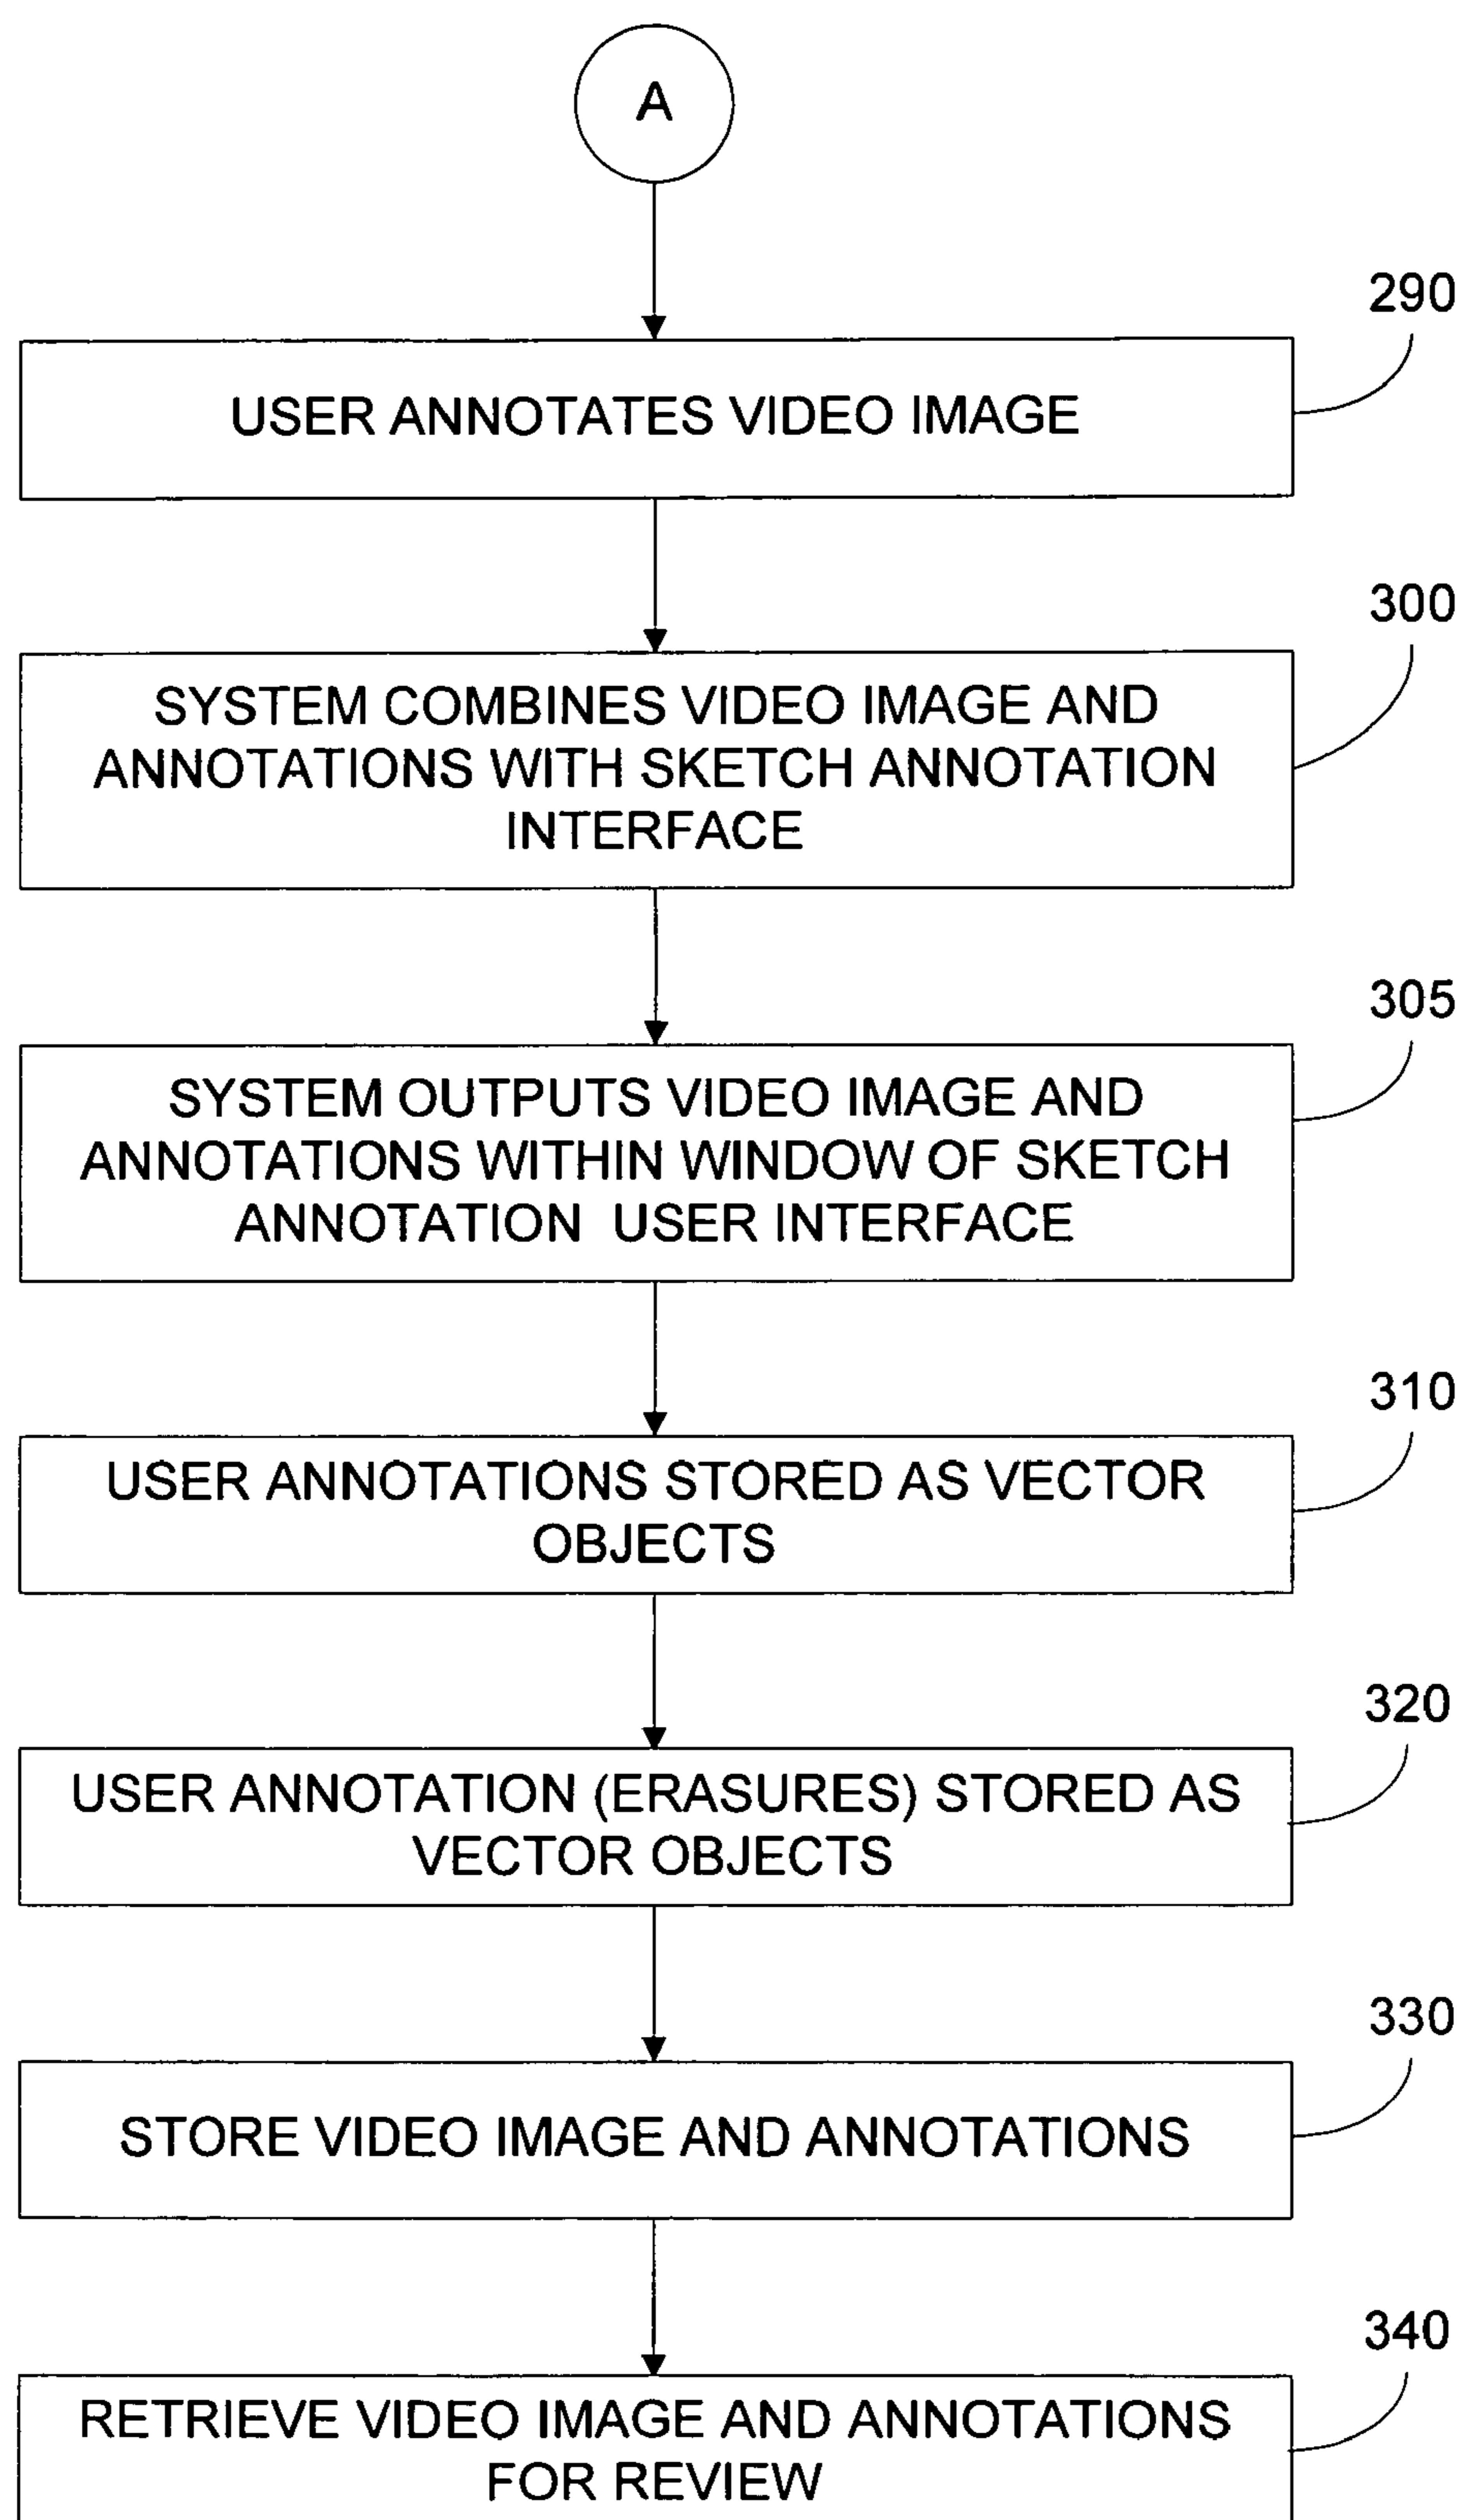 A
290
USER ANNOTATES VIDEO IMAGE
300
SYSTEM COMBINES VIDEO IMAGE AND
ANNOTATIONS WITH SKETCH ANNOTATION
INTERFACE
305
SYSTEM OUTPUTS VIDEO IMAGE AND
ANNOTATIONS WITHIN WINDOW OF SKETCH
ANNOTATION USER INTERFACE
310
USER ANNOTATIONS STORED AS VECTOR
OBJECTS
320
USER ANNOTATION (ERASURES) STORED AS
VECTOR OBJECTS
330
STORE VIDEO IMAGE AND ANNOTATIONS
340
RETRIEVE VIDEO IMAGE AND ANNOTATIONS
FOR REVIEW